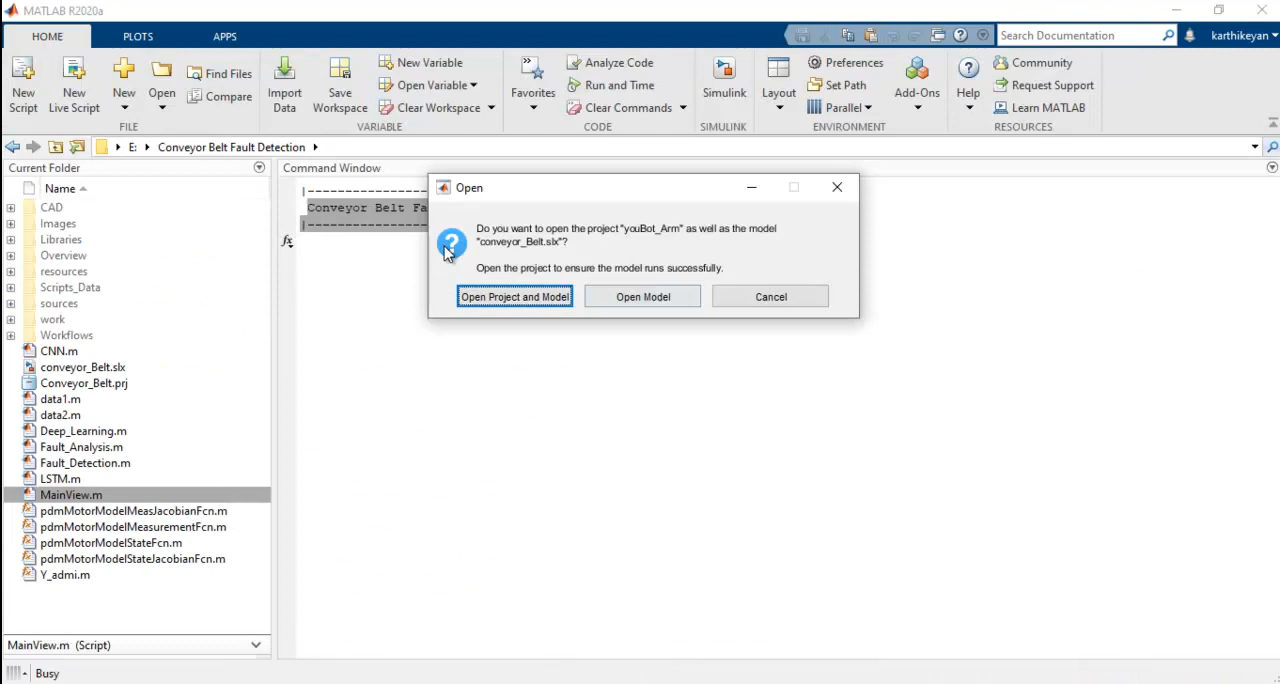 MATLAB R2020a
HOME PLOTS APPS
Search Documentation
karthikeyan
New Script
New Live Script
New
Open
Find Files
Compare
FILE
Import Data
Save Workspace
New Variable
Open Variable
Clear Workspace
VARIABLE
Favorites
Analyze Code
Run and Time
Clear Commands
CODE
Simulink
SIMULINK
Layout
Preferences
Set Path
Parallel
ENVIRONMENT
Add-Ons
Help
Community
Request Support
Learn MATLAB
RESOURCES
E: Conveyor Belt Fault Detection
Current Folder
Name
CAD
Images
Libraries
Overview
resources
Scripts_Data
sources
work
Workflows
CNN.m
conveyor_Belt.slx
Conveyor_Belt.prj
data1.m
data2.m
Deep_Learning.m
Fault_Analysis.m
Fault_Detection.m
LSTM.m
MainView.m
pdmMotorModelMeasJacobianFcn.m
pdmMotorModelMeasurementFcn.m
pdmMotorModelStateFcn.m
pdmMotorModelStateJacobianFcn.m
Y_admi.m
MainView.m (Script)
Busy
Command Window
|----------------
Conveyor Belt Fa
|----------------
fx
Open
Do you want to open the project "youBot_Arm" as well as the model
"conveyor_Belt.slx"?
Open the project to ensure the model runs successfully.
Open Project and Model
Open Model
Cancel